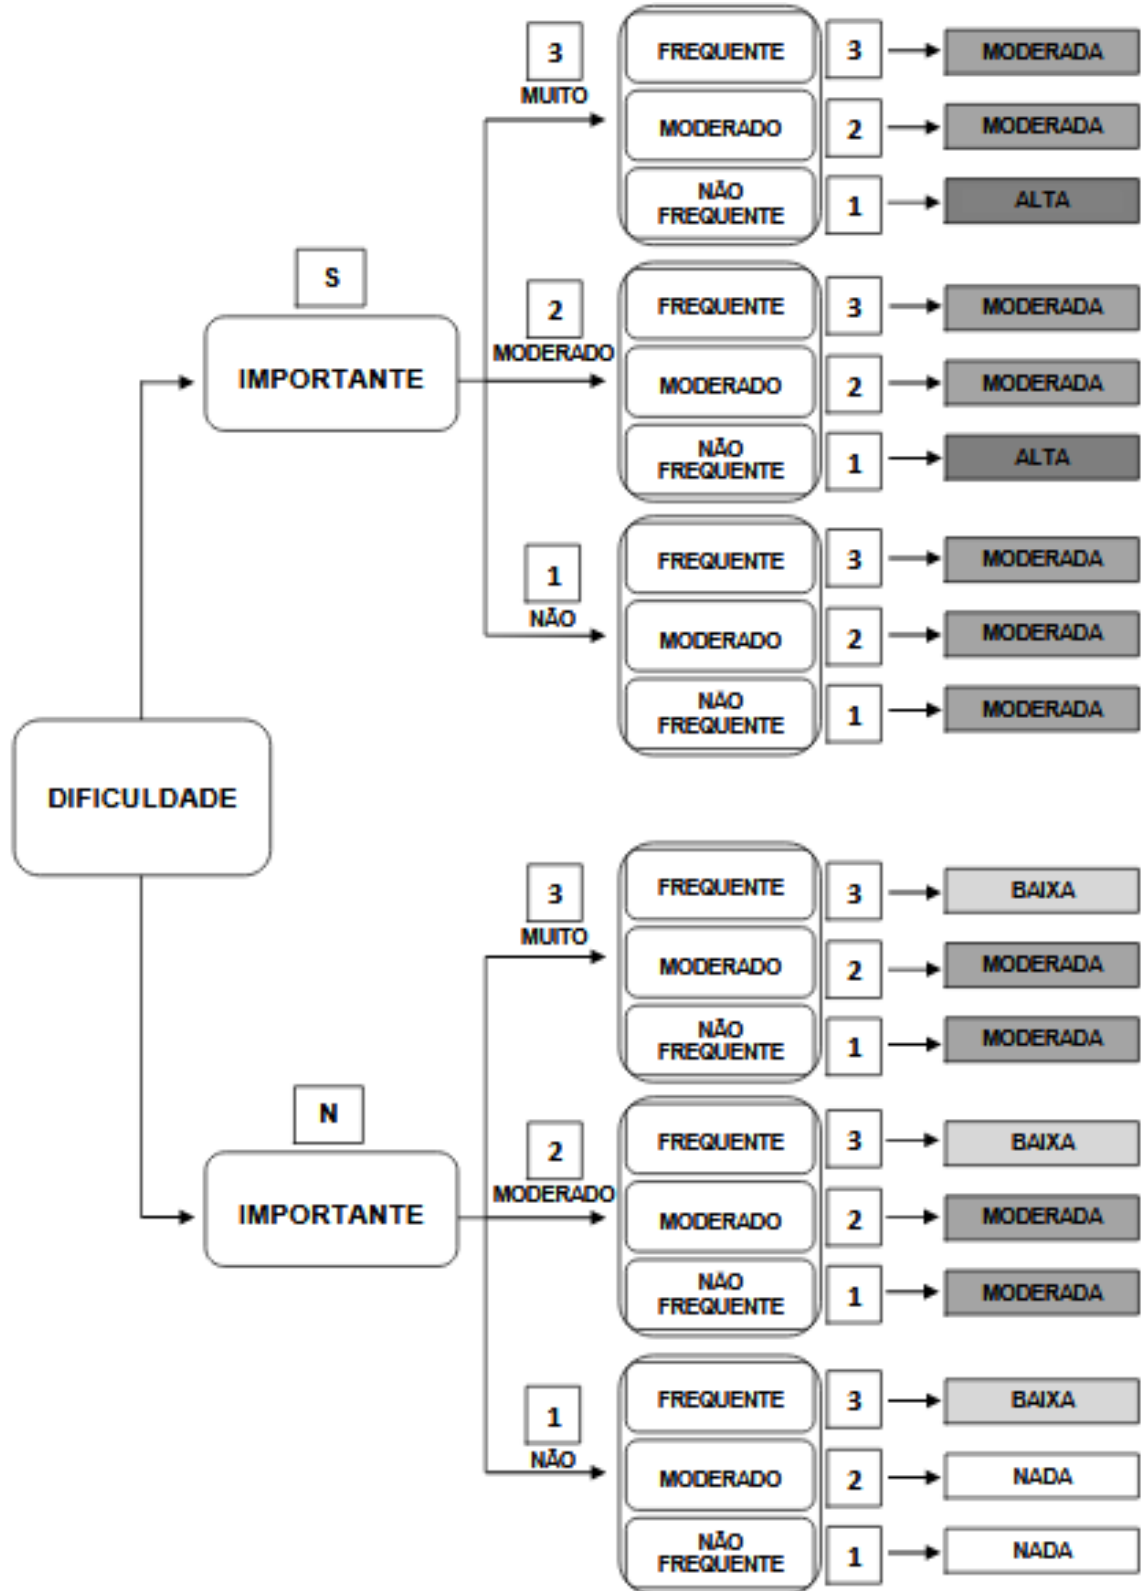 3
MUITO
FREQUENTE 3 MODERADA
MODERADO 2 MODERADA
NÃO
FREQUENTE 1 ALTA
S
IMPORTANTE
2
MODERADO
FREQUENTE 3 MODERADA
MODERADO 2 MODERADA
NÃO
FREQUENTE 1 ALTA
1
NÃO
FREQUENTE 3 MODERADA
MODERADO 2 MODERADA
NÃO
FREQUENTE 1 MODERADA
DIFICULDADE
3
MUITO
FREQUENTE 3 BAIXA
MODERADO 2 MODERADA
NÃO
FREQUENTE 1 MODERADA
N
IMPORTANTE
2
MODERADO
FREQUENTE 3 BAIXA
MODERADO 2 MODERADA
NÃO
FREQUENTE 1 MODERADA
1
NÃO
FREQUENTE 3 BAIXA
MODERADO 2 NADA
NÃO
FREQUENTE 1 NADA